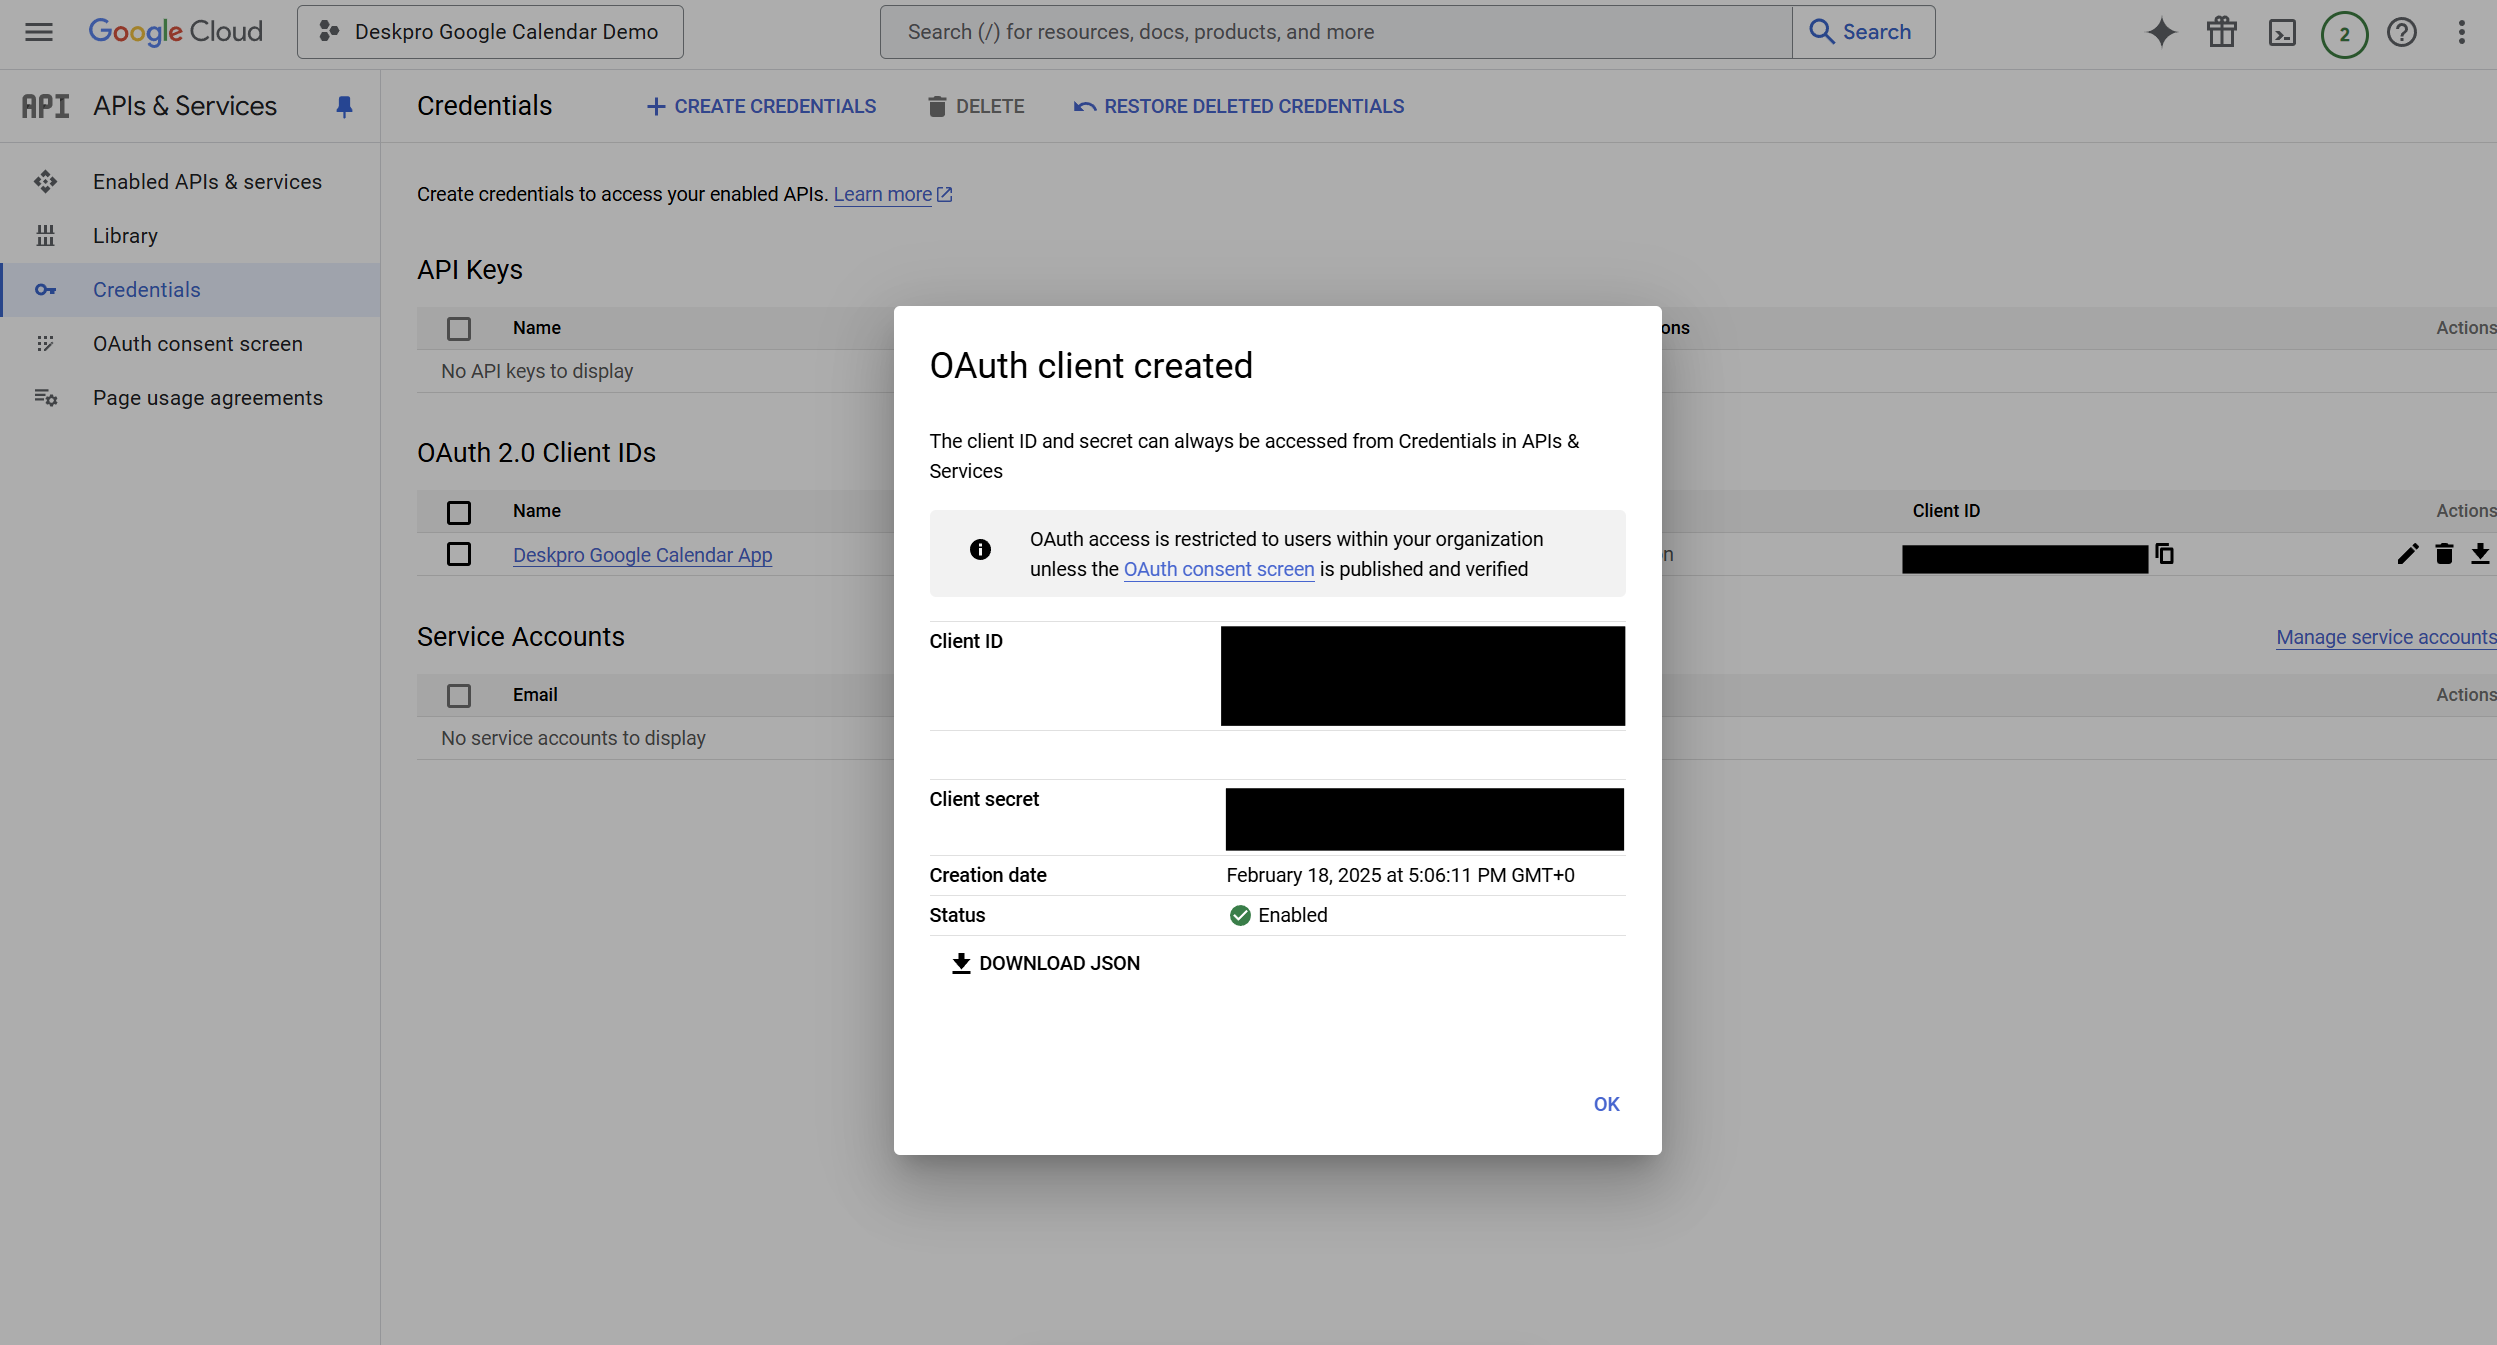 Google Cloud
Deskpro Google Calendar Demo
Search (/) for resources, docs, products, and more
Search
2
API
APIs & Services
Credentials
CREATE CREDENTIALS
DELETE
RESTORE DELETED CREDENTIALS
Enabled APIs & services
Library
Credentials
OAuth consent screen
Page usage agreements
Create credentials to access your enabled APIs. Learn more
API Keys
Name
ons
Actions
No API keys to display
OAuth 2.0 Client IDs
Name
Client ID
Actions
Deskpro Google Calendar App
n
Service Accounts
Manage service accounts
Email
Actions
No service accounts to display
OAuth client created
The client ID and secret can always be accessed from Credentials in APIs &
Services
OAuth access is restricted to users within your organization
unless the OAuth consent screen is published and verified
Client ID
Client secret
Creation date
February 18, 2025 at 5:06:11 PM GMT+0
Status
Enabled
DOWNLOAD JSON
OK